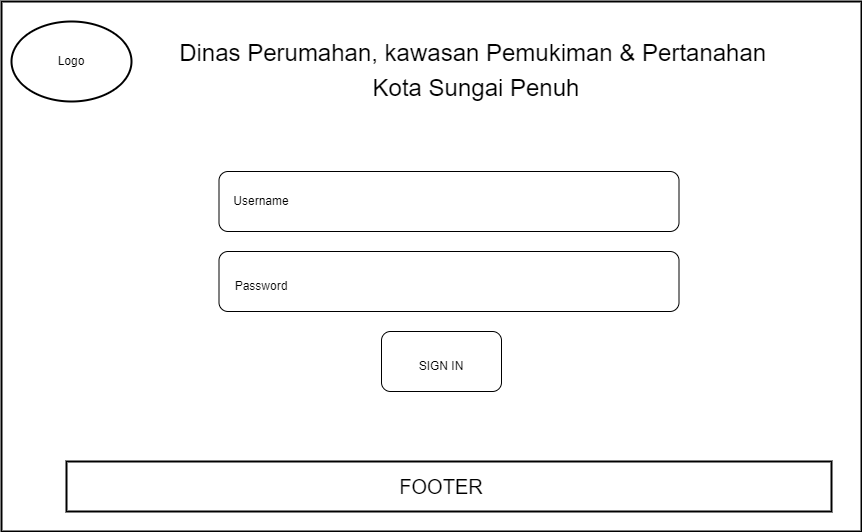 Logo
Dinas Perumahan, kawasan Pemukiman & Pertanahan
Kota Sungai Penuh
Username
Password
SIGN IN
FOOTER